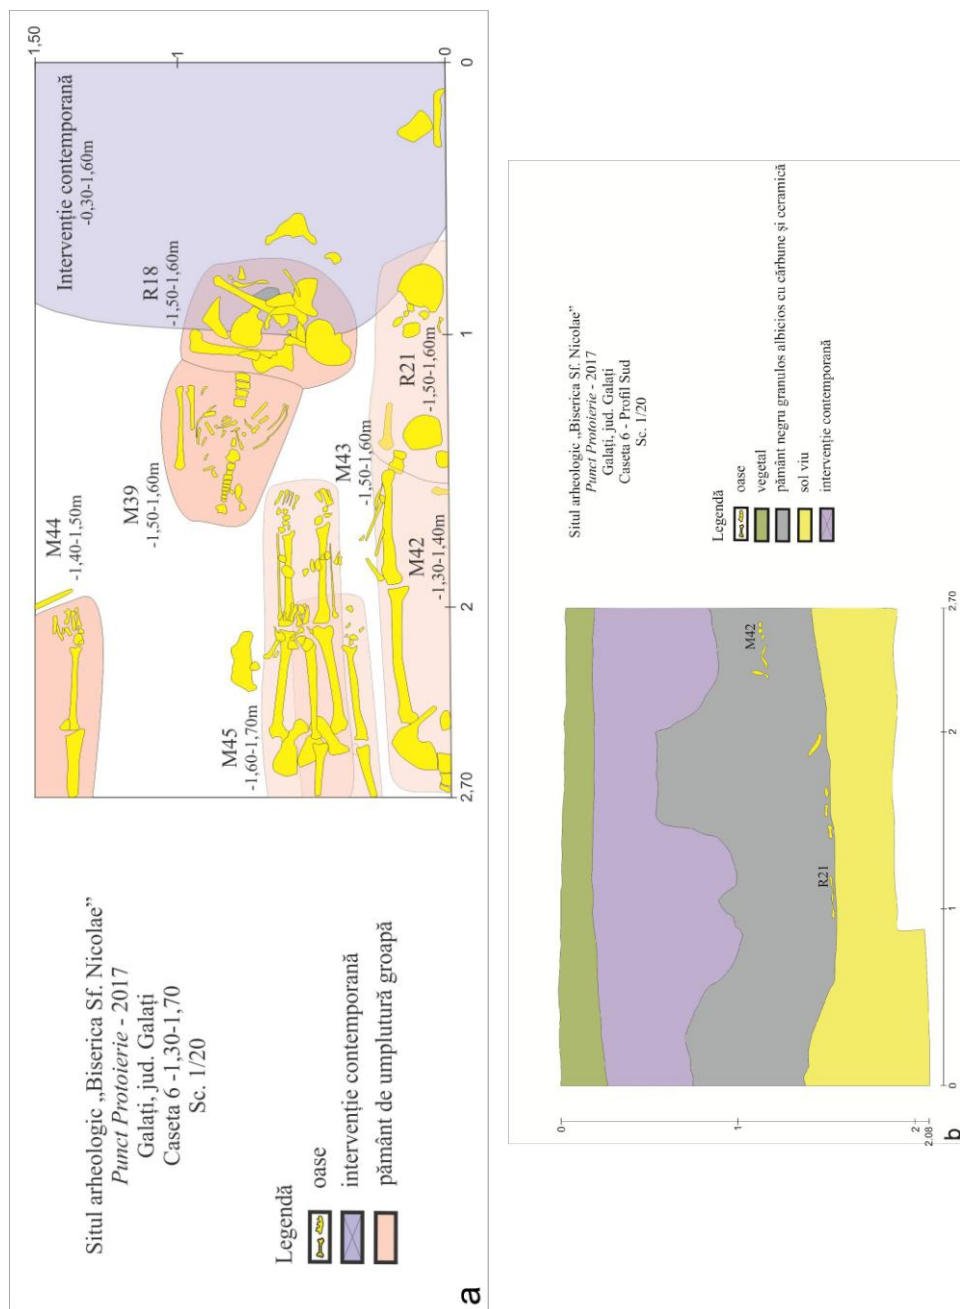 Situl arheologic „Biserica Sf. Nicolae”
Punct Protoierie - 2017
Galați, jud. Galați
Caseta 6 -1,30-1,70
Sc. 1/20
Legendă
oase
intervenție contemporană
pământ de umplutură groapă
Intervenție contemporană
-0,30-1,60m
R18
-1,50-1,60m
M39
-1,50-1,60m
M44
-1,40-1,50m
M45
-1,60-1,70m
R21
-1,50-1,60m
M43
-1,50-1,60m
M42
-1,30-1,40m
1,50
1
0
0
1
2
2,70
a
Situl arheologic „Biserica Sf. Nicolae”
Punct Protoierie - 2017
Galați, jud. Galați
Caseta 6 - Profil Sud
Sc. 1/20
Legendă
oase
vegetal
pământ negru granulos albicios cu cărbune și ceramică
sol viu
intervenție contemporană
M42
R21
0
1
2
2.08
0
1
2
2.70
b